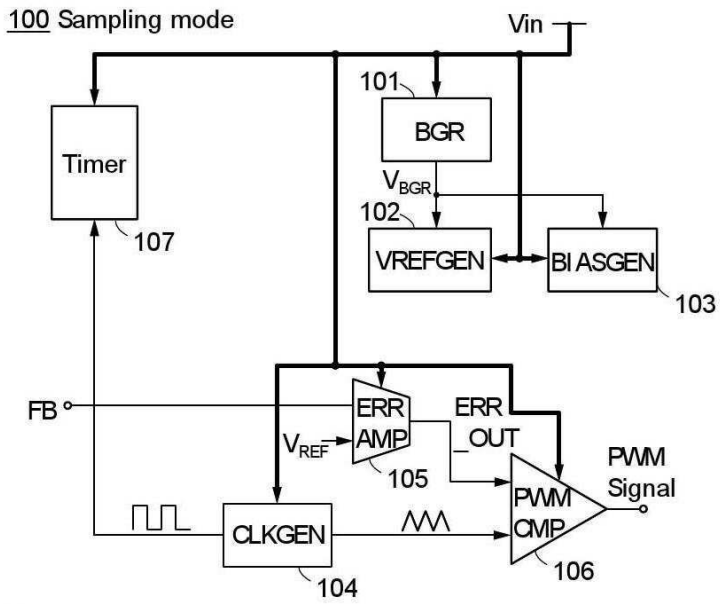 100 Sampling mode
Vin
101
BGR
Timer
VBGR
107
102
VREFGEN
BIASGEN
103
FB
ERR
AMP
VREF
105
ERR
_OUT
PWM
Signal
PWM
CMP
106
CLKGEN
104